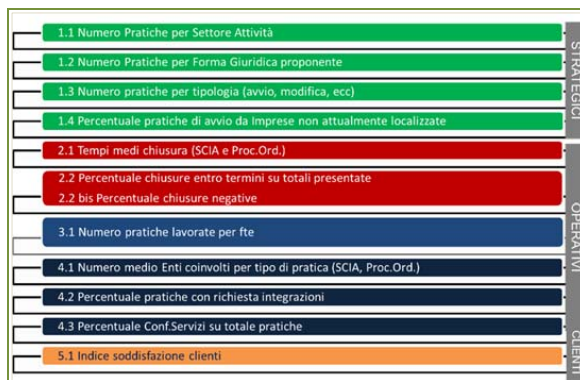 1.1 Numero Pratiche per Settore Attività
1.2 Numero Pratiche per Forma Giuridica proponente
1.3 Numero pratiche per tipologia (avvio, modifica, ecc)
1.4 Percentuale pratiche di avvio da Imprese non attualmente localizzate
STRATEGICI
2.1 Tempi medi chiusura (SCIA e Proc.Ord.)
2.2 Percentuale chiusure entro termini su totali presentate
2.2 bis Percentuale chiusure negative
3.1 Numero pratiche lavorate per fte
4.1 Numero medio Enti coinvolti per tipo di pratica (SCIA, Proc.Ord.)
4.2 Percentuale pratiche con richiesta integrazioni
OPERATIVI
4.3 Percentuale Conf.Servizi su totale pratiche
5.1 Indice soddisfazione clienti
CLIENTI